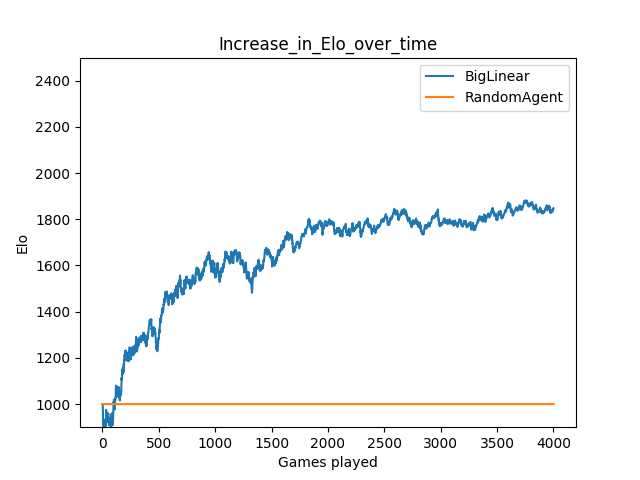 Increase_in_Elo_over_time
BigLinear
RandomAgent
2400
2200
2000
1800
1600
1400
1200
1000
Elo
0 500 1000 1500 2000 2500 3000 3500 4000
Games played